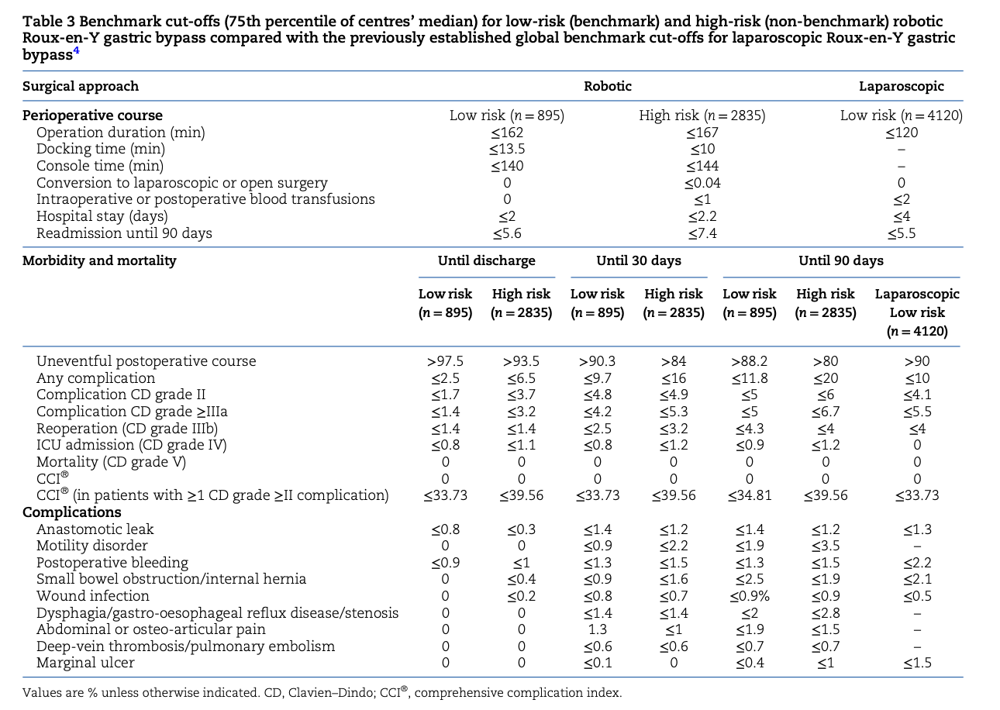 Table 3 Benchmark cut-offs (75th percentile of centres’ median) for low-risk (benchmark) and high-risk (non-benchmark) robotic
Roux-en-Y gastric bypass compared with the previously established global benchmark cut-offs for laparoscopic Roux-en-Y gastric
bypass4
Surgical approach Robotic Laparoscopic
Perioperative course Low risk (n = 895) High risk (n = 2835) Low risk (n = 4120)
Operation duration (min) ≤162 ≤167 ≤120
Docking time (min) ≤13.5 ≤10 –
Console time (min) ≤140 ≤144 –
Conversion to laparoscopic or open surgery 0 ≤0.04 0
Intraoperative or postoperative blood transfusions 0 ≤1 ≤2
Hospital stay (days) ≤2 ≤2.2 ≤4
Readmission until 90 days ≤5.6 ≤7.4 ≤5.5
Morbidity and mortality Until discharge Until 30 days Until 90 days
Low risk High risk Low risk High risk Low risk High risk Laparoscopic
(n = 895) (n = 2835) (n = 895) (n = 2835) (n = 895) (n = 2835) Low risk
(n = 4120)
Uneventful postoperative course >97.5 >93.5 >90.3 >84 >88.2 >80 >90
Any complication ≤2.5 ≤6.5 ≤9.7 ≤16 ≤11.8 ≤20 ≤10
Complication CD grade II ≤1.7 ≤3.7 ≤4.8 ≤4.9 ≤5 ≤6 ≤4.1
Complication CD grade ≥IIIa ≤1.4 ≤3.2 ≤4.2 ≤5.3 ≤5 ≤6.7 ≤5.5
Reoperation (CD grade IIIb) ≤1.4 ≤1.4 ≤2.5 ≤3.2 ≤4.3 ≤4 ≤4
ICU admission (CD grade IV) ≤0.8 ≤1.1 ≤0.8 ≤1.2 ≤0.9 ≤1.2 0
Mortality (CD grade V) 0 0 0 0 0 0 0
CCI® 0 0 0 0 0 0 0
CCI® (in patients with ≥1 CD grade ≥II complication) ≤33.73 ≤39.56 ≤33.73 ≤39.56 ≤34.81 ≤39.56 ≤33.73
Complications
Anastomotic leak ≤0.8 ≤0.3 ≤1.4 ≤1.2 ≤1.4 ≤1.2 ≤1.3
Motility disorder 0 0 ≤0.9 ≤2.2 ≤1.9 ≤3.5 –
Postoperative bleeding ≤0.9 ≤1 ≤1.3 ≤1.5 ≤1.3 ≤1.5 ≤2.2
Small bowel obstruction/internal hernia 0 ≤0.4 ≤0.9 ≤1.6 ≤2.5 ≤1.9 ≤2.1
Wound infection 0 ≤0.2 ≤0.8 ≤0.7 ≤0.9% ≤0.9 ≤0.5
Dysphagia/gastro-oesophageal reflux disease/stenosis 0 0 ≤1.4 ≤1.4 ≤2 ≤2.8 –
Abdominal or osteo-articular pain 0 0 1.3 ≤1 ≤1.9 ≤1.5 –
Deep-vein thrombosis/pulmonary embolism 0 0 ≤0.6 ≤0.6 ≤0.7 ≤0.7 –
Marginal ulcer 0 0 ≤0.1 0 ≤0.4 ≤1 ≤1.5
Values are % unless otherwise indicated. CD, Clavien–Dindo; CCI®, comprehensive complication index.